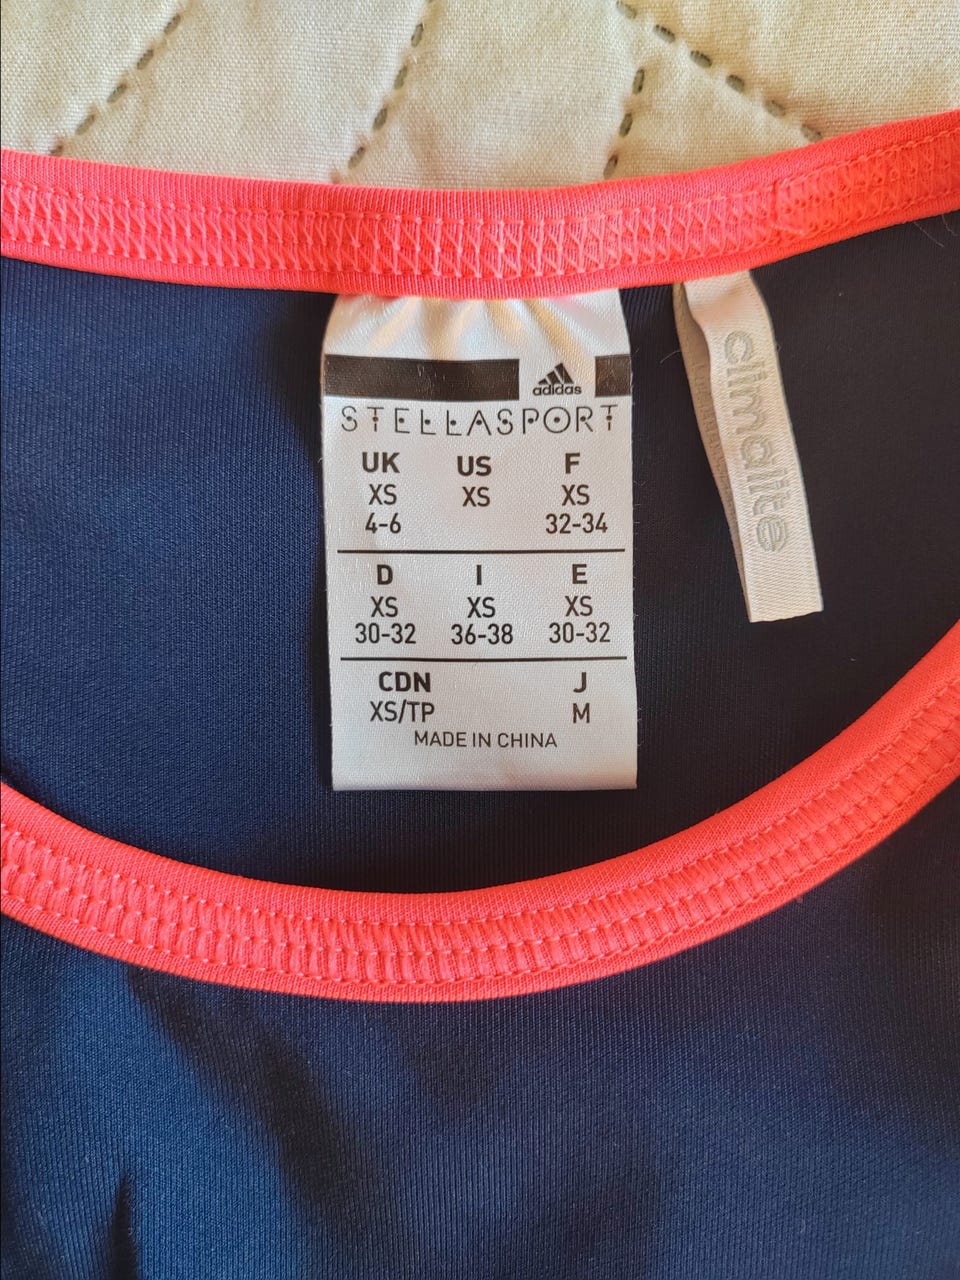 adidas
STELLASPORT
UK US F
XS XS XS
4-6 32-34
D I E
XS XS XS
30-32 36-38 30-32
CDN J
XS/TP M
MADE IN CHINA
climalite